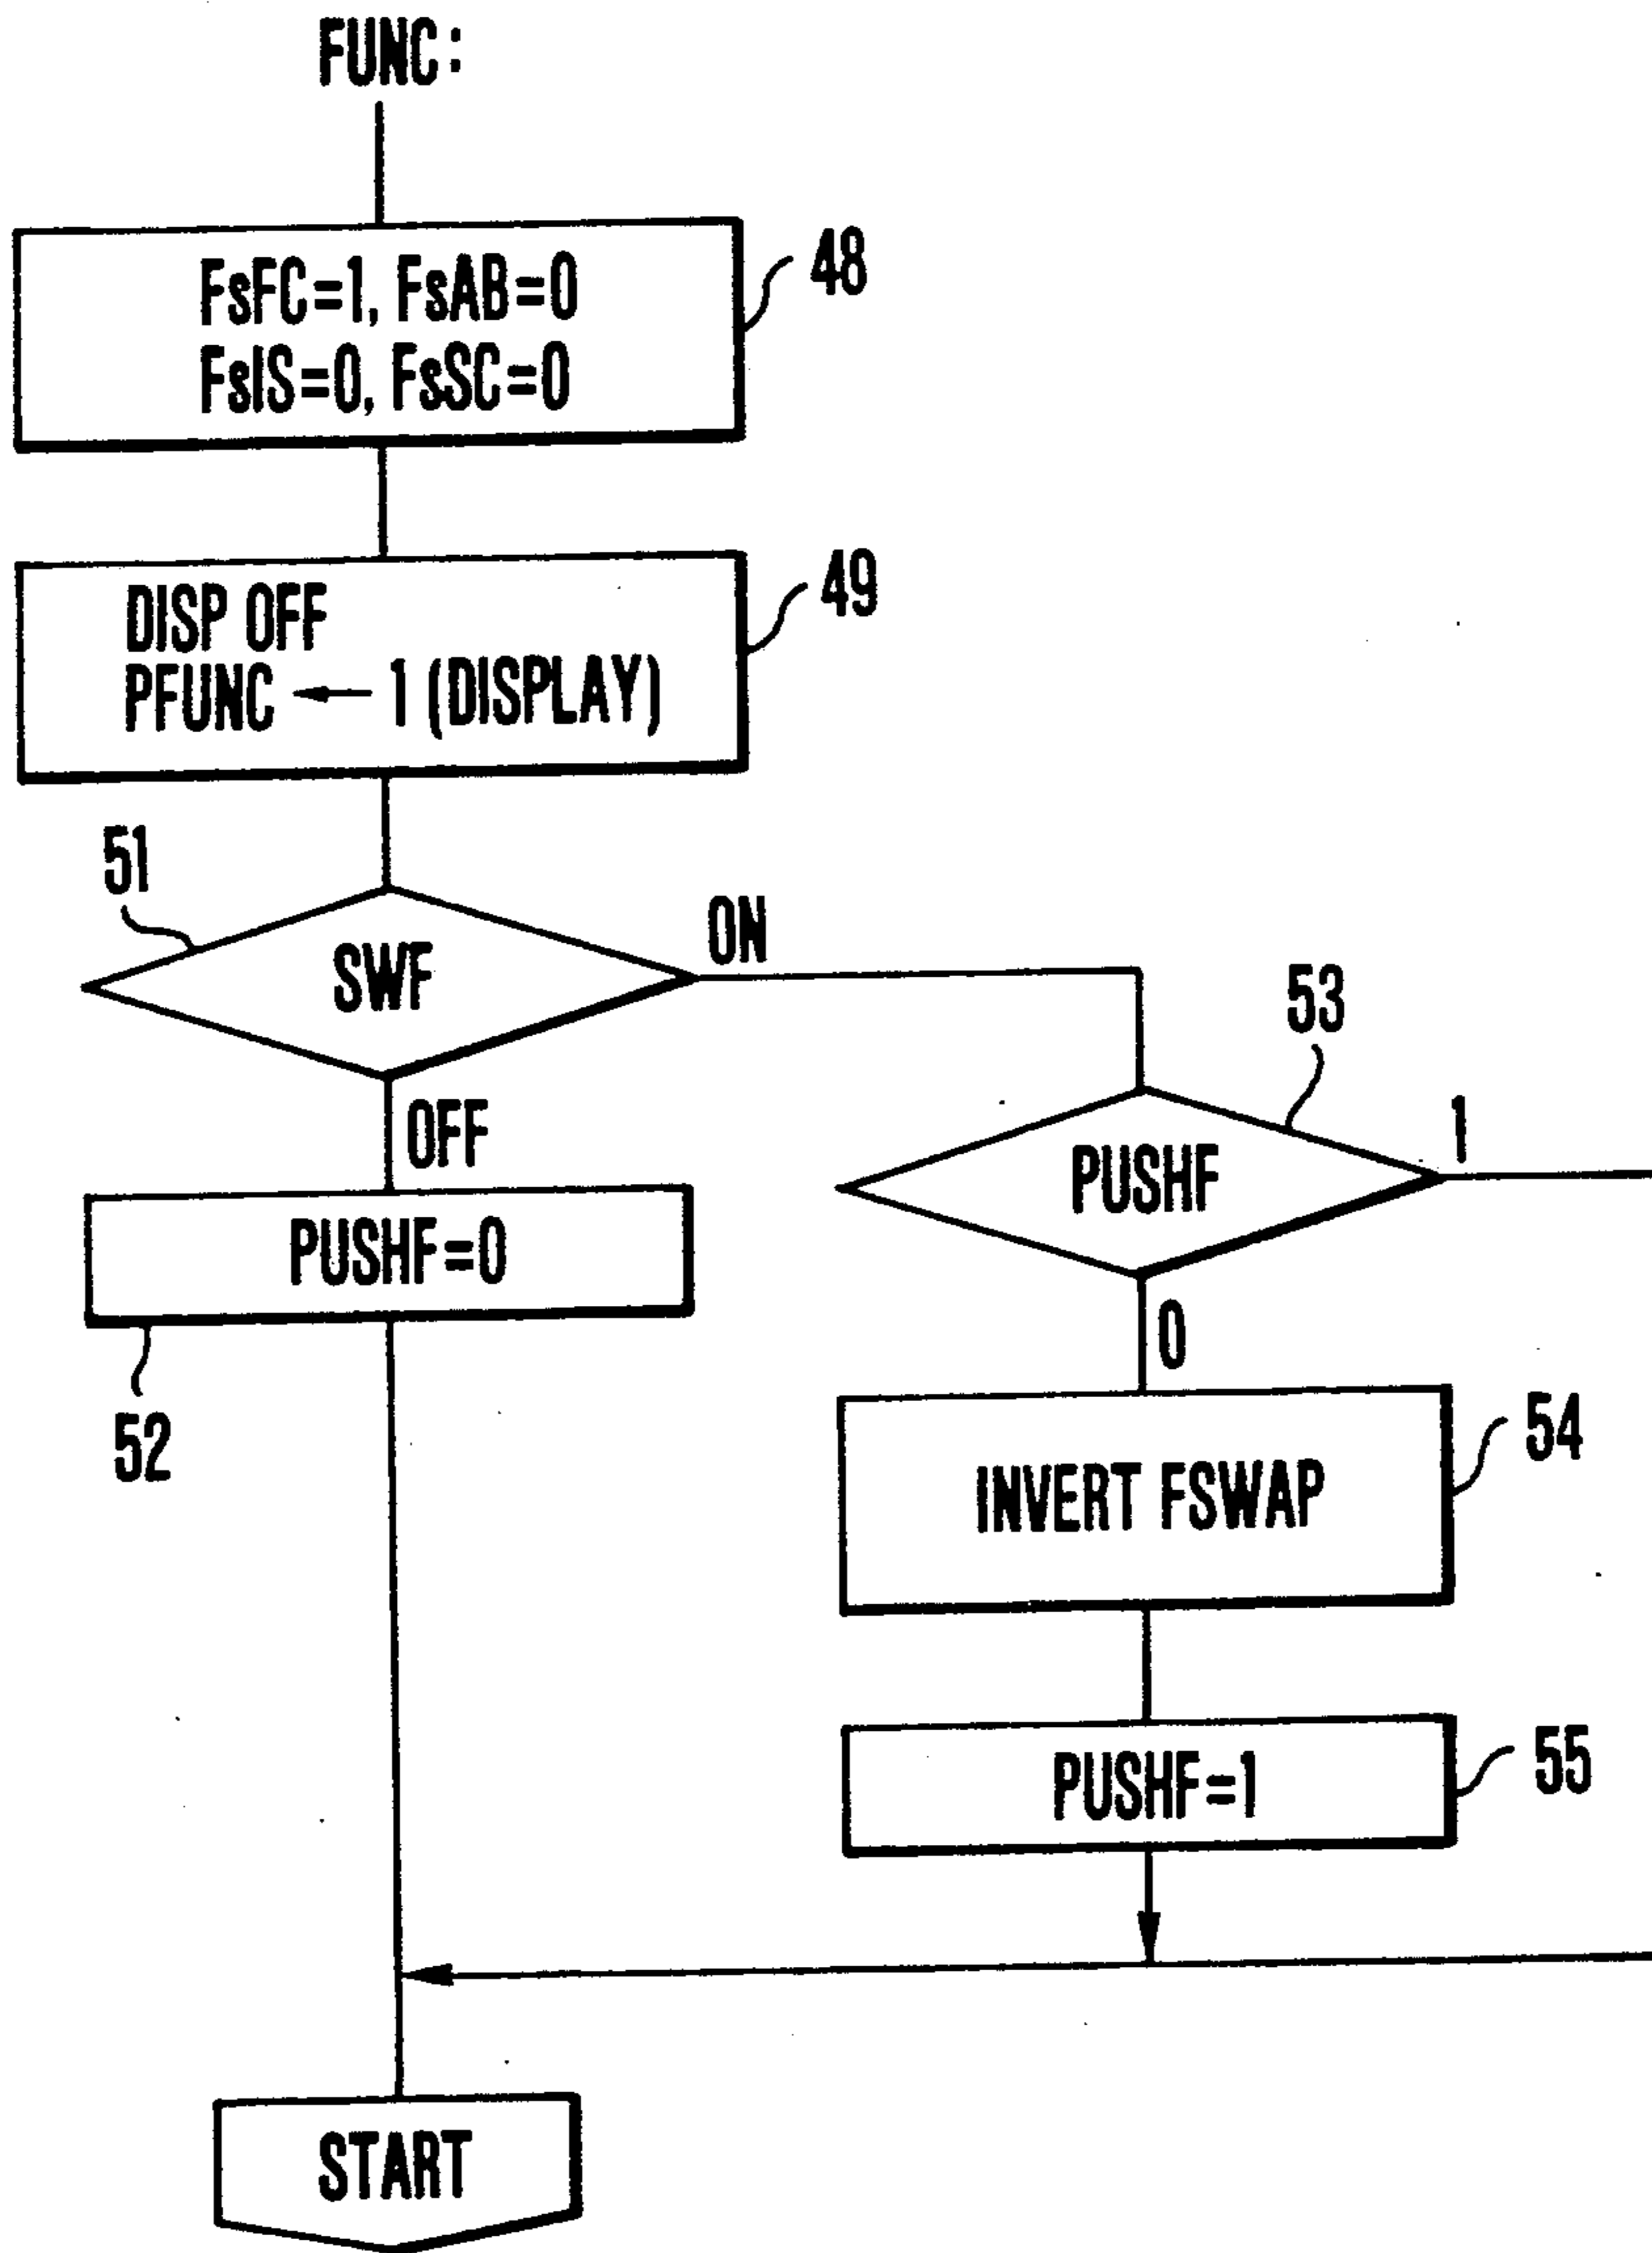 FUNC:
FsFC=1, FsAB=0
FsIS=0, FsSC=0
48
DISP OFF
PFUNC ← 1 (DISPLAY)
49
51
SWF
ON
OFF
53
PUSHF
1
0
PUSHF=0
52
INVERT FSWAP
54
PUSHF=1
55
START